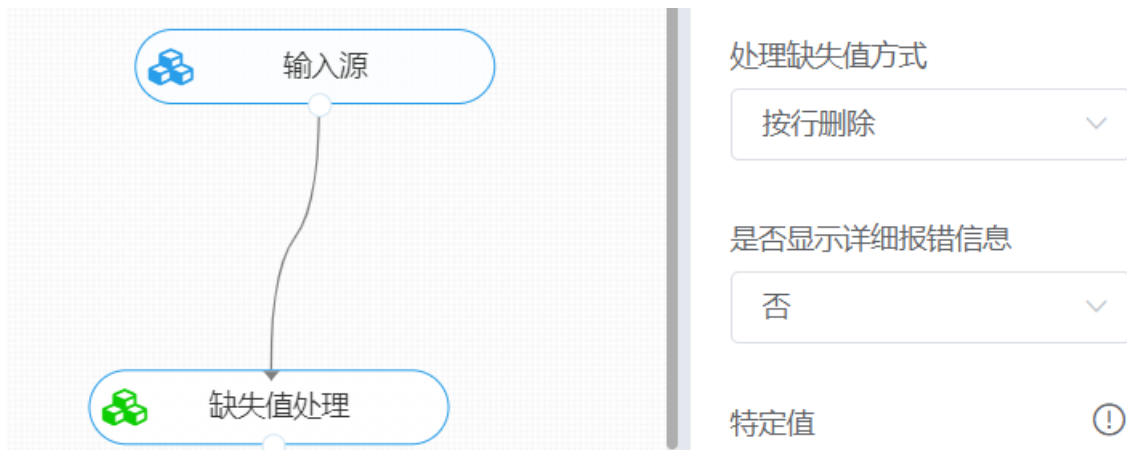 输入源
缺失值处理
处理缺失值方式
按行删除
是否显示详细报错信息
否
特定值